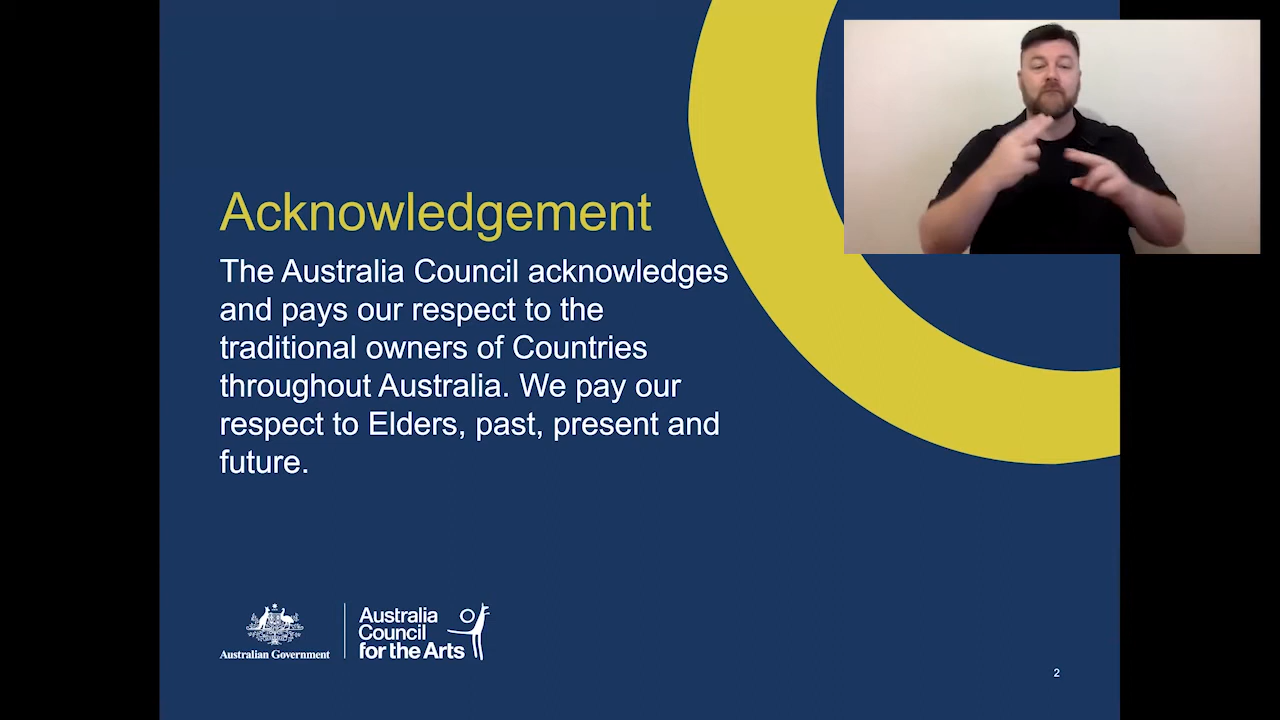 Acknowledgement
The Australia Council acknowledges
and pays our respect to the
traditional owners of Countries
throughout Australia. We pay our
respect to Elders, past, present and
future.
Australian Government
Australia
Council
for the Arts
2